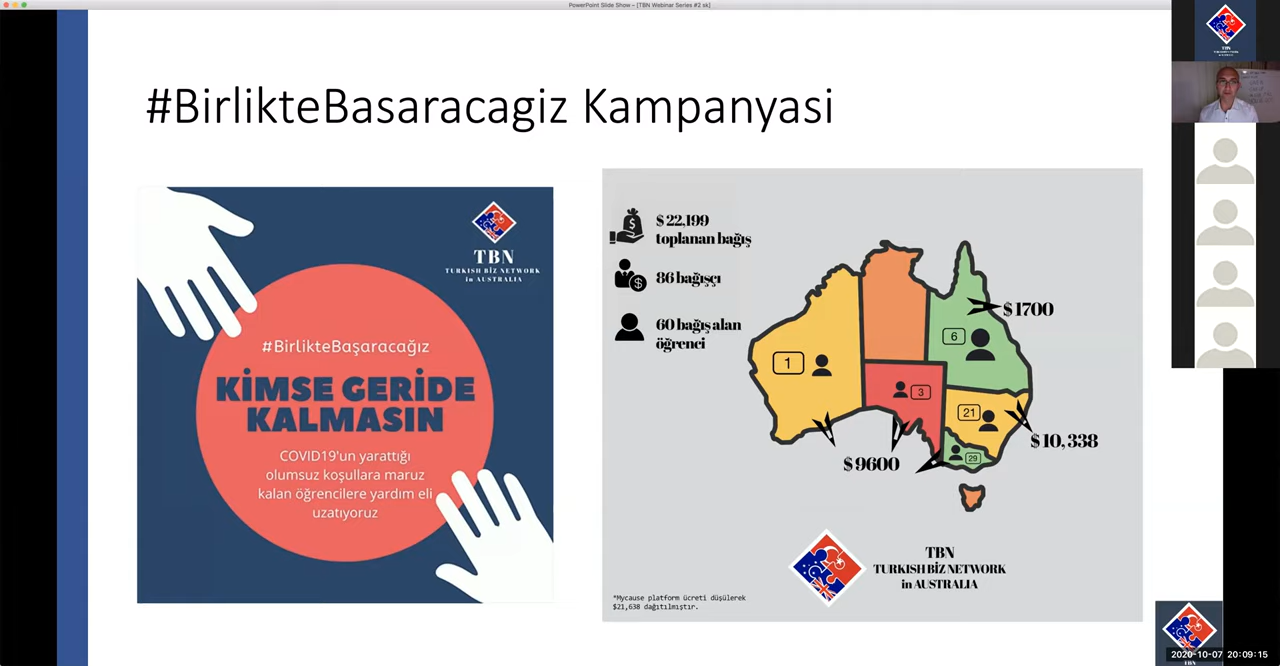 PowerPoint Slide Show – [TBN Webinar Series #2 sk]
#BirlikteBasaracagiz Kampanyasi
TBN
TURKISH BİZ NETWORK
in AUSTRALIA
#BirlikteBaşaracağız
KİMSE GERİDE
KALMASIN
COVID19'un yarattığı
olumsuz koşullara maruz
kalan öğrencilere yardım eli
uzatıyoruz
$ 22,199
toplanan bağış
86 bağışçı
60 bağış alan
öğrenci
$ 1700
6
1
3
21
$ 10, 338
29
$ 9600
TBN
TURKISH BİZ NETWORK
in AUSTRALIA
*Mycause platform ücreti düşülerek
$21,638 dağıtılmıştır.
TBN
TBN
2020-10-07 20:09:15